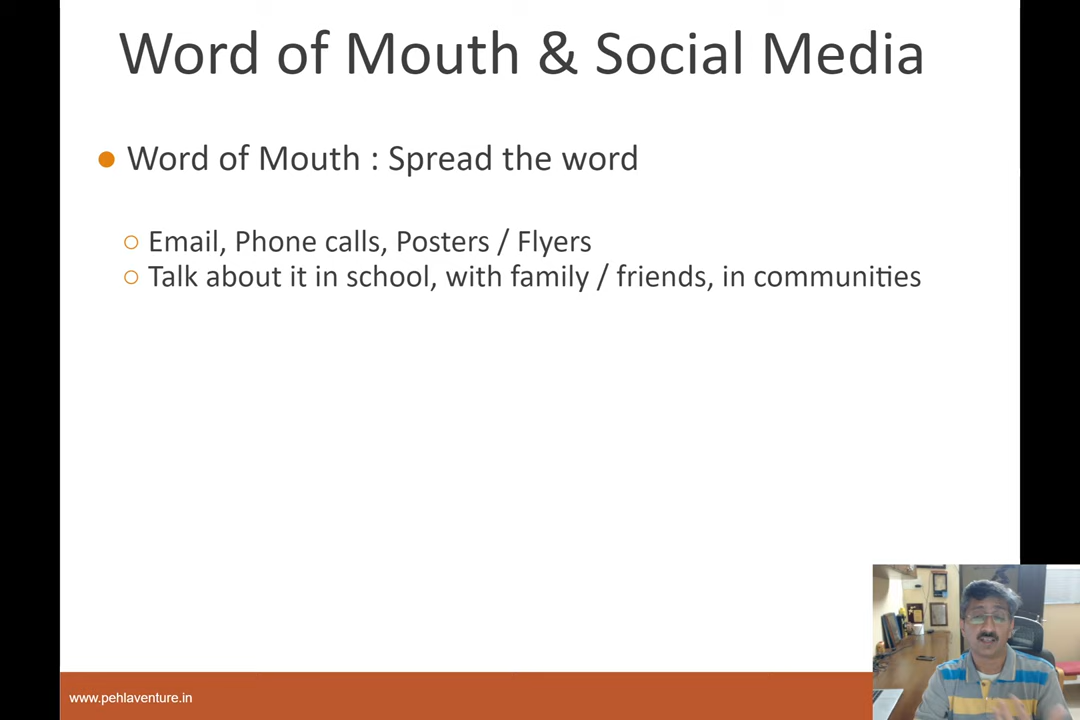 Word of Mouth & Social Media
● Word of Mouth : Spread the word
○ Email, Phone calls, Posters / Flyers
○ Talk about it in school, with family / friends, in communities
www.pehlaventure.in